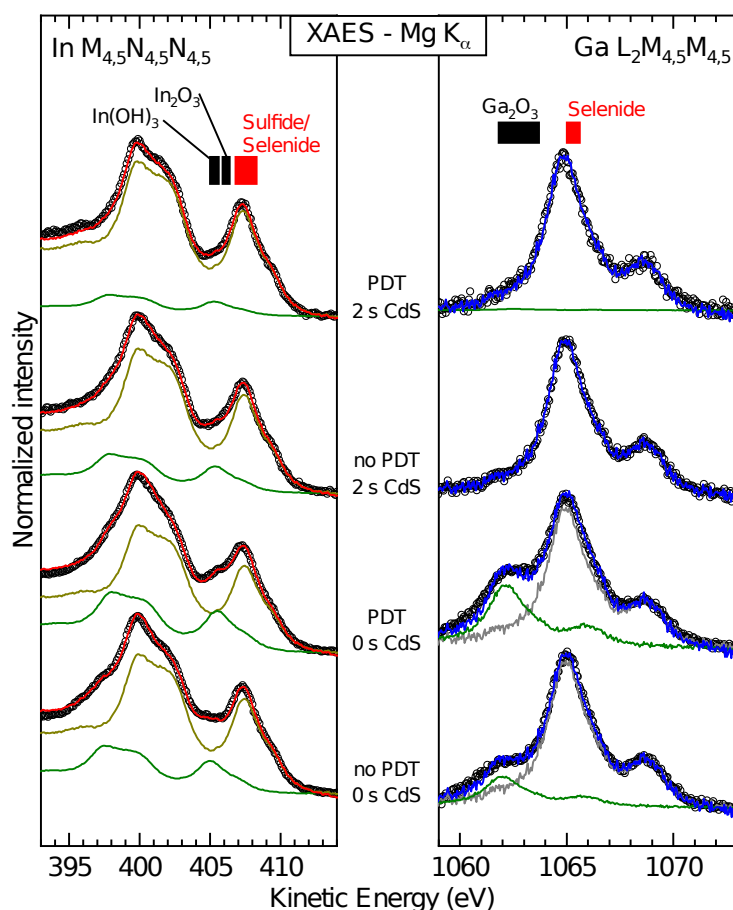 XAES - Mg Kα
In M4,5N4,5N4,5
Ga L2M4,5M4,5
In2O3
In(OH)3
Sulfide/
Selenide
Ga2O3
Selenide
PDT
2 s CdS
no PDT
2 s CdS
PDT
0 s CdS
no PDT
0 s CdS
Normalized intensity
395 400 405 410
1060 1065 1070
Kinetic Energy (eV)